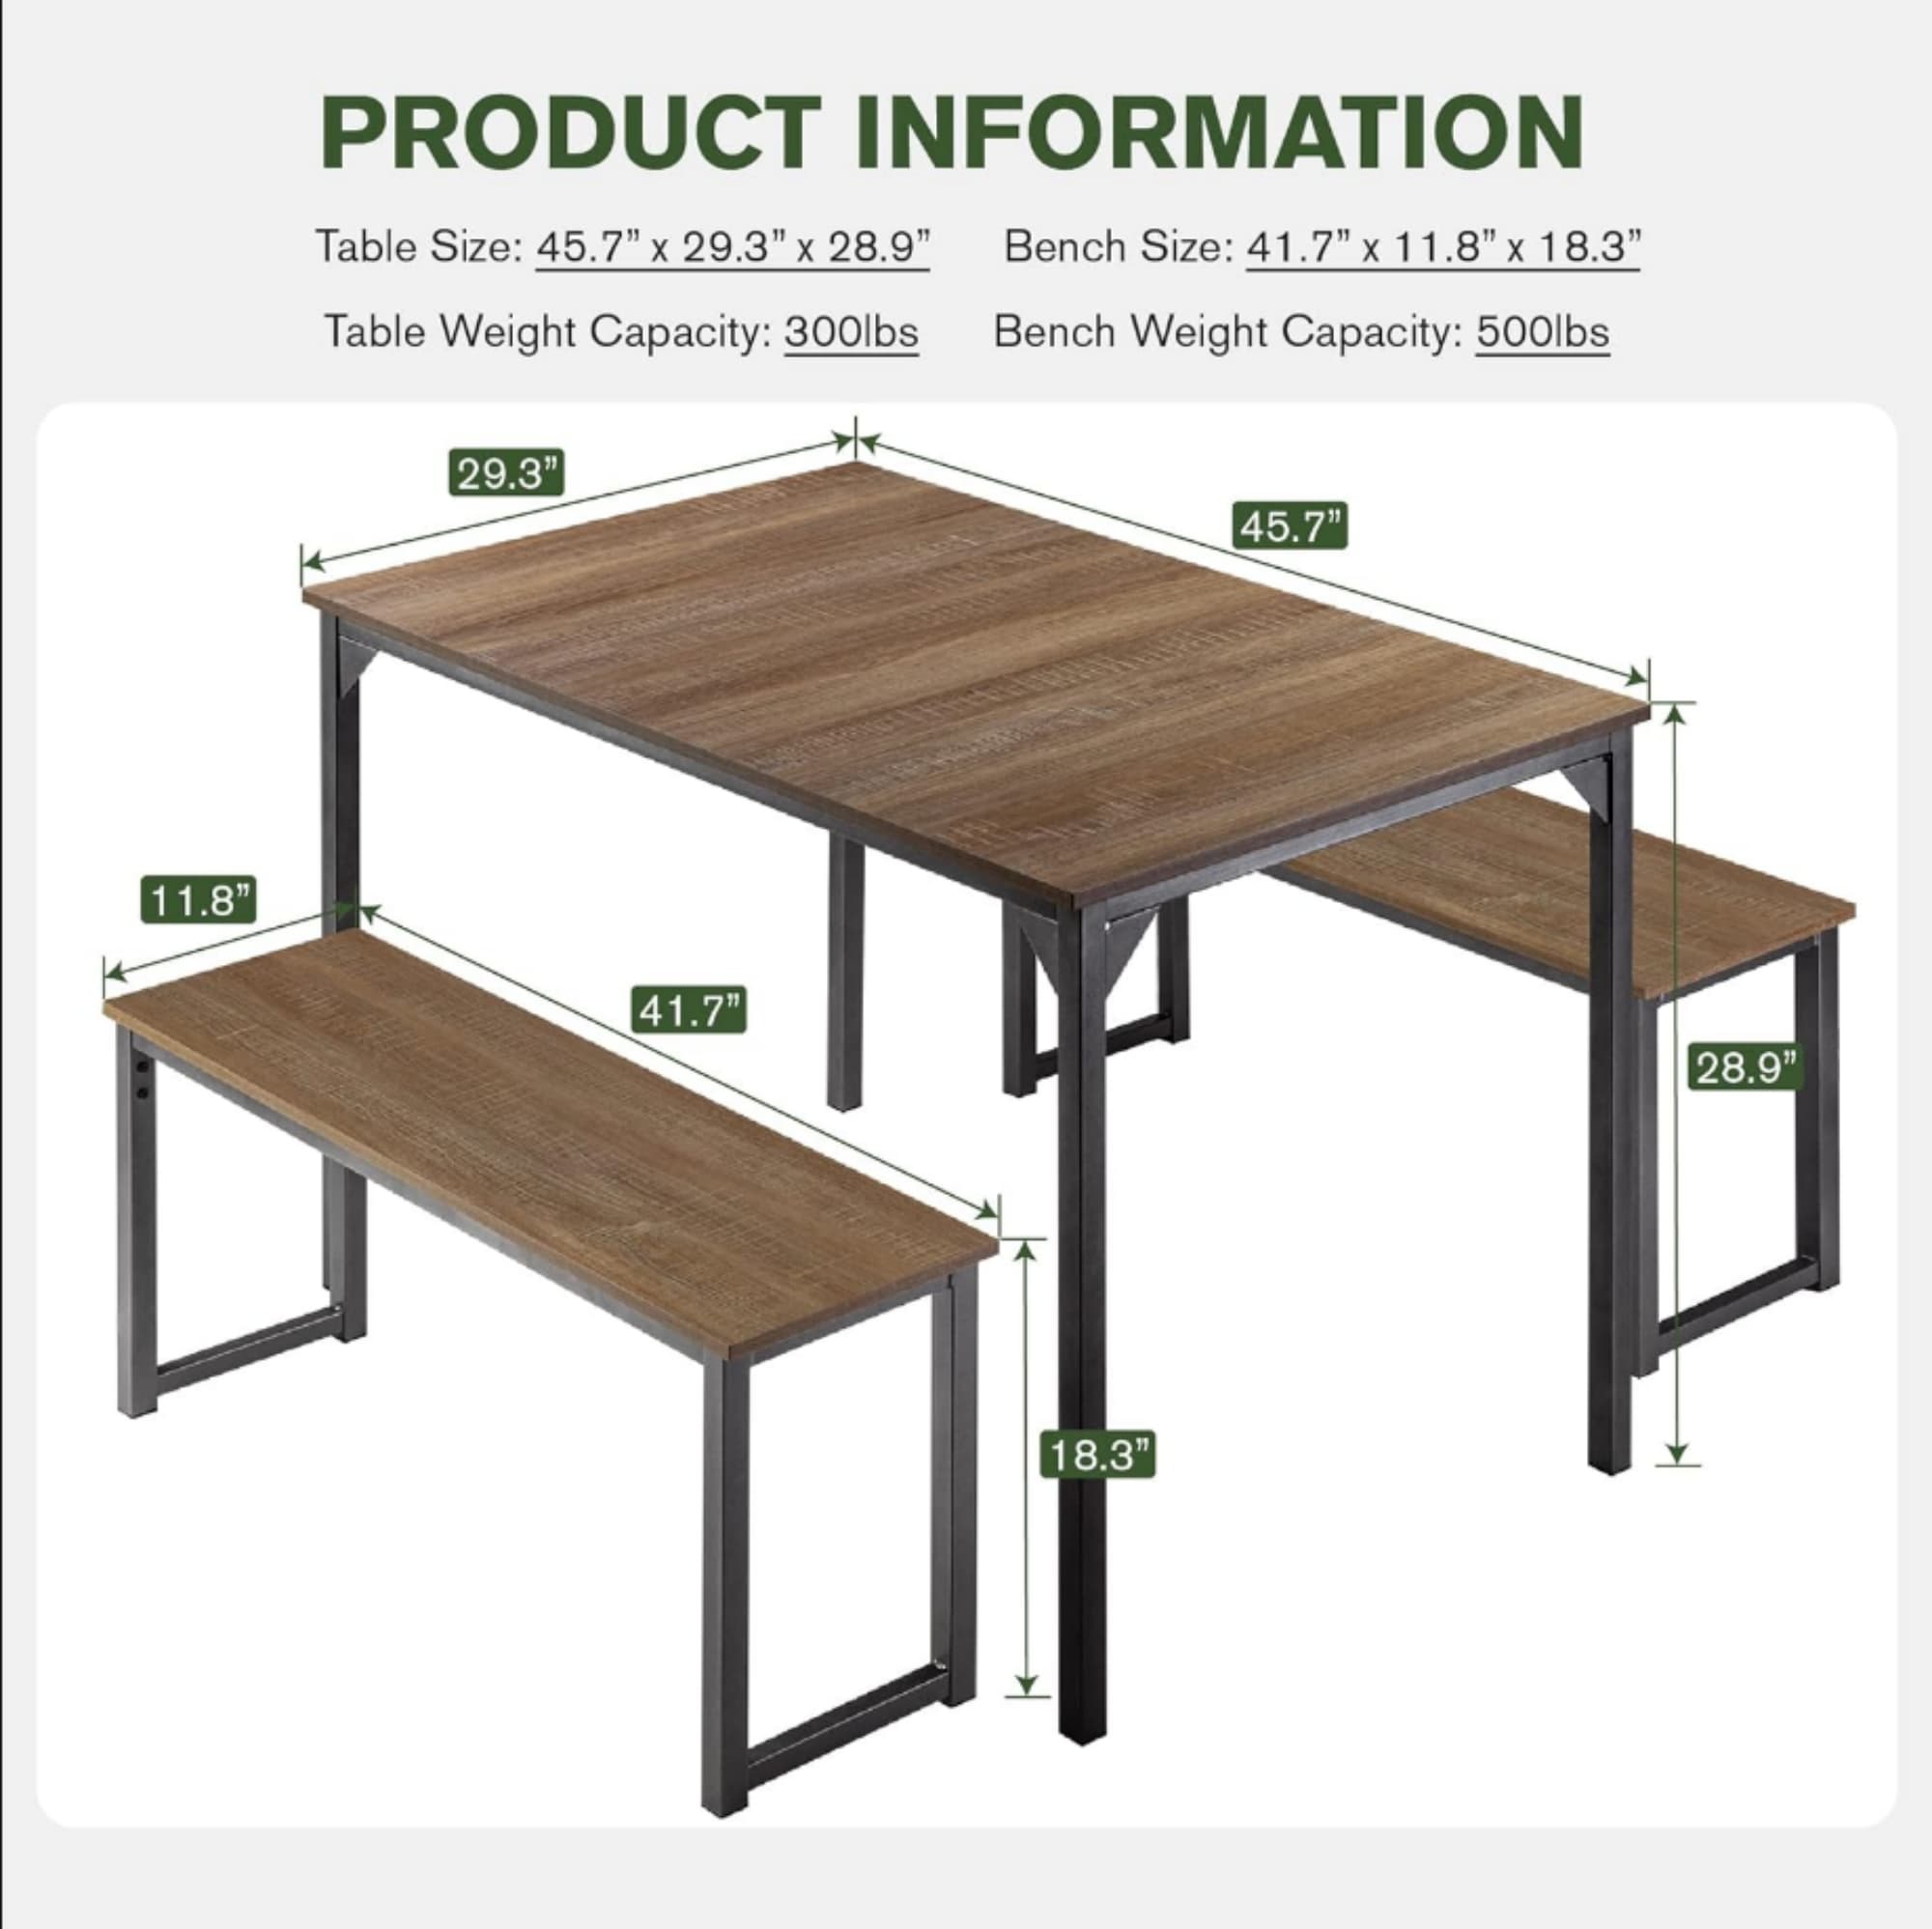 PRODUCT INFORMATION
Table Size: 45.7” x 29.3” x 28.9”
Bench Size: 41.7” x 11.8” x 18.3”
Table Weight Capacity: 300lbs
Bench Weight Capacity: 500lbs
29.3”
45.7”
11.8”
41.7”
28.9”
18.3”